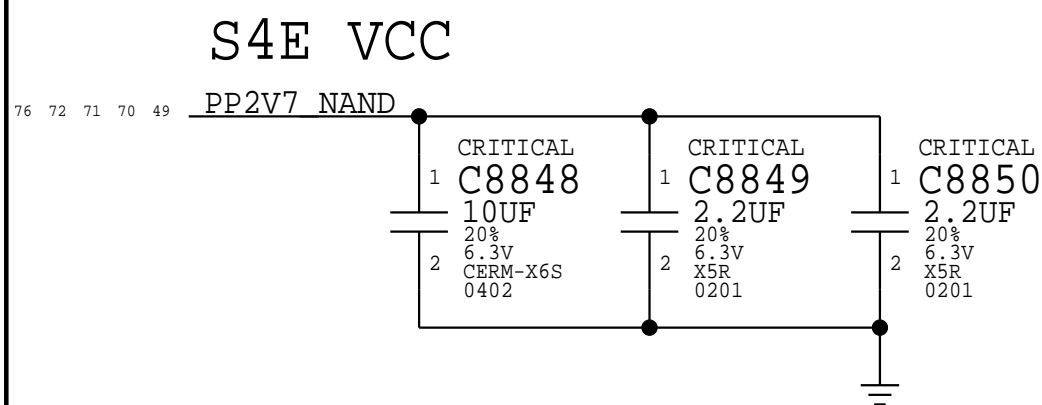 S4E VCC
76 72 71 70 49 PP2V7_NAND
CRITICAL
1 C8848
10UF
20%
6.3V
2 CERM-X6S
0402
CRITICAL
1 C8849
2.2UF
20%
6.3V
2 X5R
0201
CRITICAL
1 C8850
2.2UF
20%
6.3V
2 X5R
0201